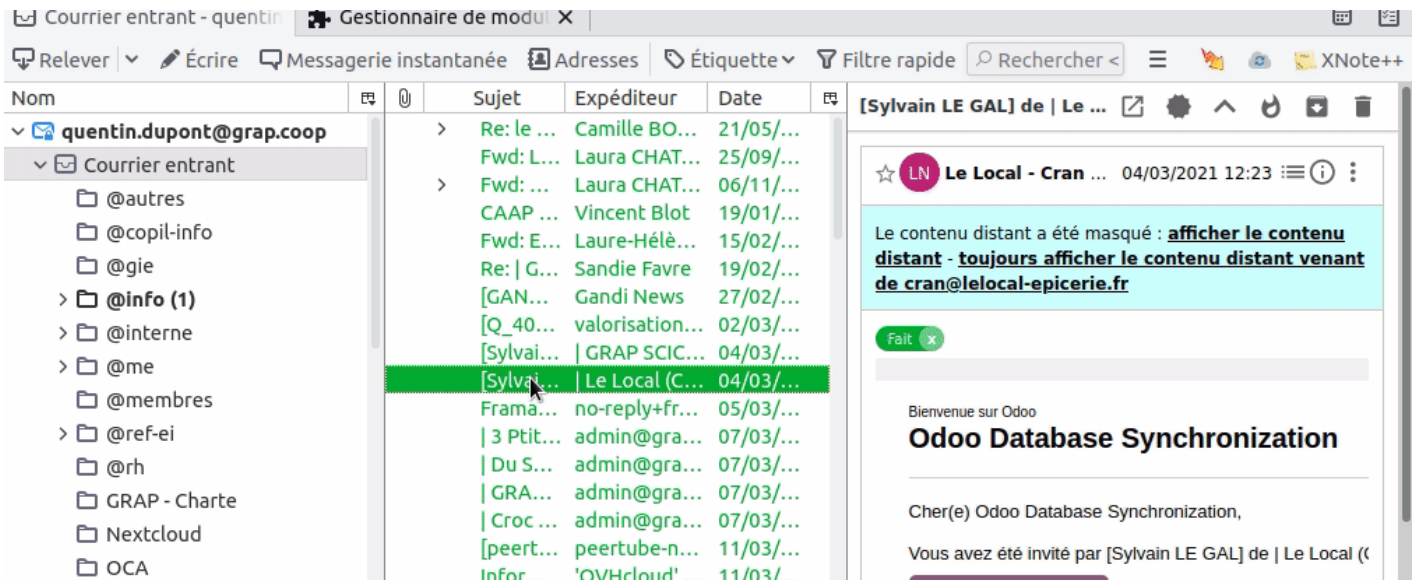 Courrier entrant - quentin Gestionnaire de modul X
Relever Écrire Messagerie instantanée Adresses Étiquette Filtre rapide Rechercher < XNote++
Nom
quentin.dupont@grap.coop
Courrier entrant
@autres
@copil-info
@gie
@info (1)
@interne
@me
@membres
@ref-ei
@rh
GRAP - Charte
Nextcloud
OCA
Sujet Expéditeur Date
Re: le ... Camille BO... 21/05/...
Fwd: L... Laura CHAT... 25/09/...
Fwd: ... Laura CHAT... 06/11/...
CAAP ... Vincent Blot 19/01/...
Fwd: E... Laure-Hélè... 15/02/...
Re: | G... Sandie Favre 19/02/...
[GAN... Gandi News 27/02/...
[Q_40... valorisation... 02/03/...
[Sylvai... | GRAP SCIC... 04/03/...
[Sylvai... | Le Local (C... 04/03/...
Frama... no-reply+fr... 05/03/...
| 3 Ptit... admin@gra... 07/03/...
| Du S... admin@gra... 07/03/...
| GRA... admin@gra... 07/03/...
| Croc ... admin@gra... 07/03/...
[peert... peertube-n... 11/03/...
Infor... 'OVHcloud' ... 11/03/...
[Sylvain LE GAL] de | Le ...
LN Le Local - Cran ... 04/03/2021 12:23
Le contenu distant a été masqué : afficher le contenu
distant - toujours afficher le contenu distant venant
de cran@lelocal-epicerie.fr
Fait x
Bienvenue sur Odoo
Odoo Database Synchronization
Cher(e) Odoo Database Synchronization,
Vous avez été invité par [Sylvain LE GAL] de | Le Local (